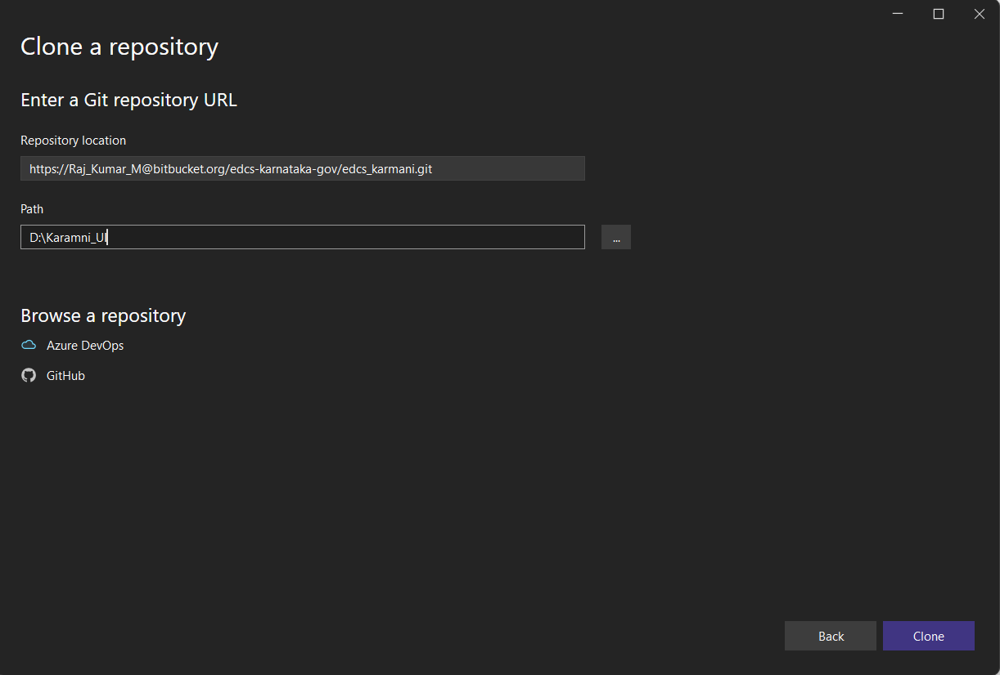 Clone a repository
Enter a Git repository URL
Repository location
https://Raj_Kumar_M@bitbucket.org/edcs-karnataka-gov/edcs_karmani.git
Path
D:\Karamni_UI
...
Browse a repository
Azure DevOps
GitHub
Back
Clone